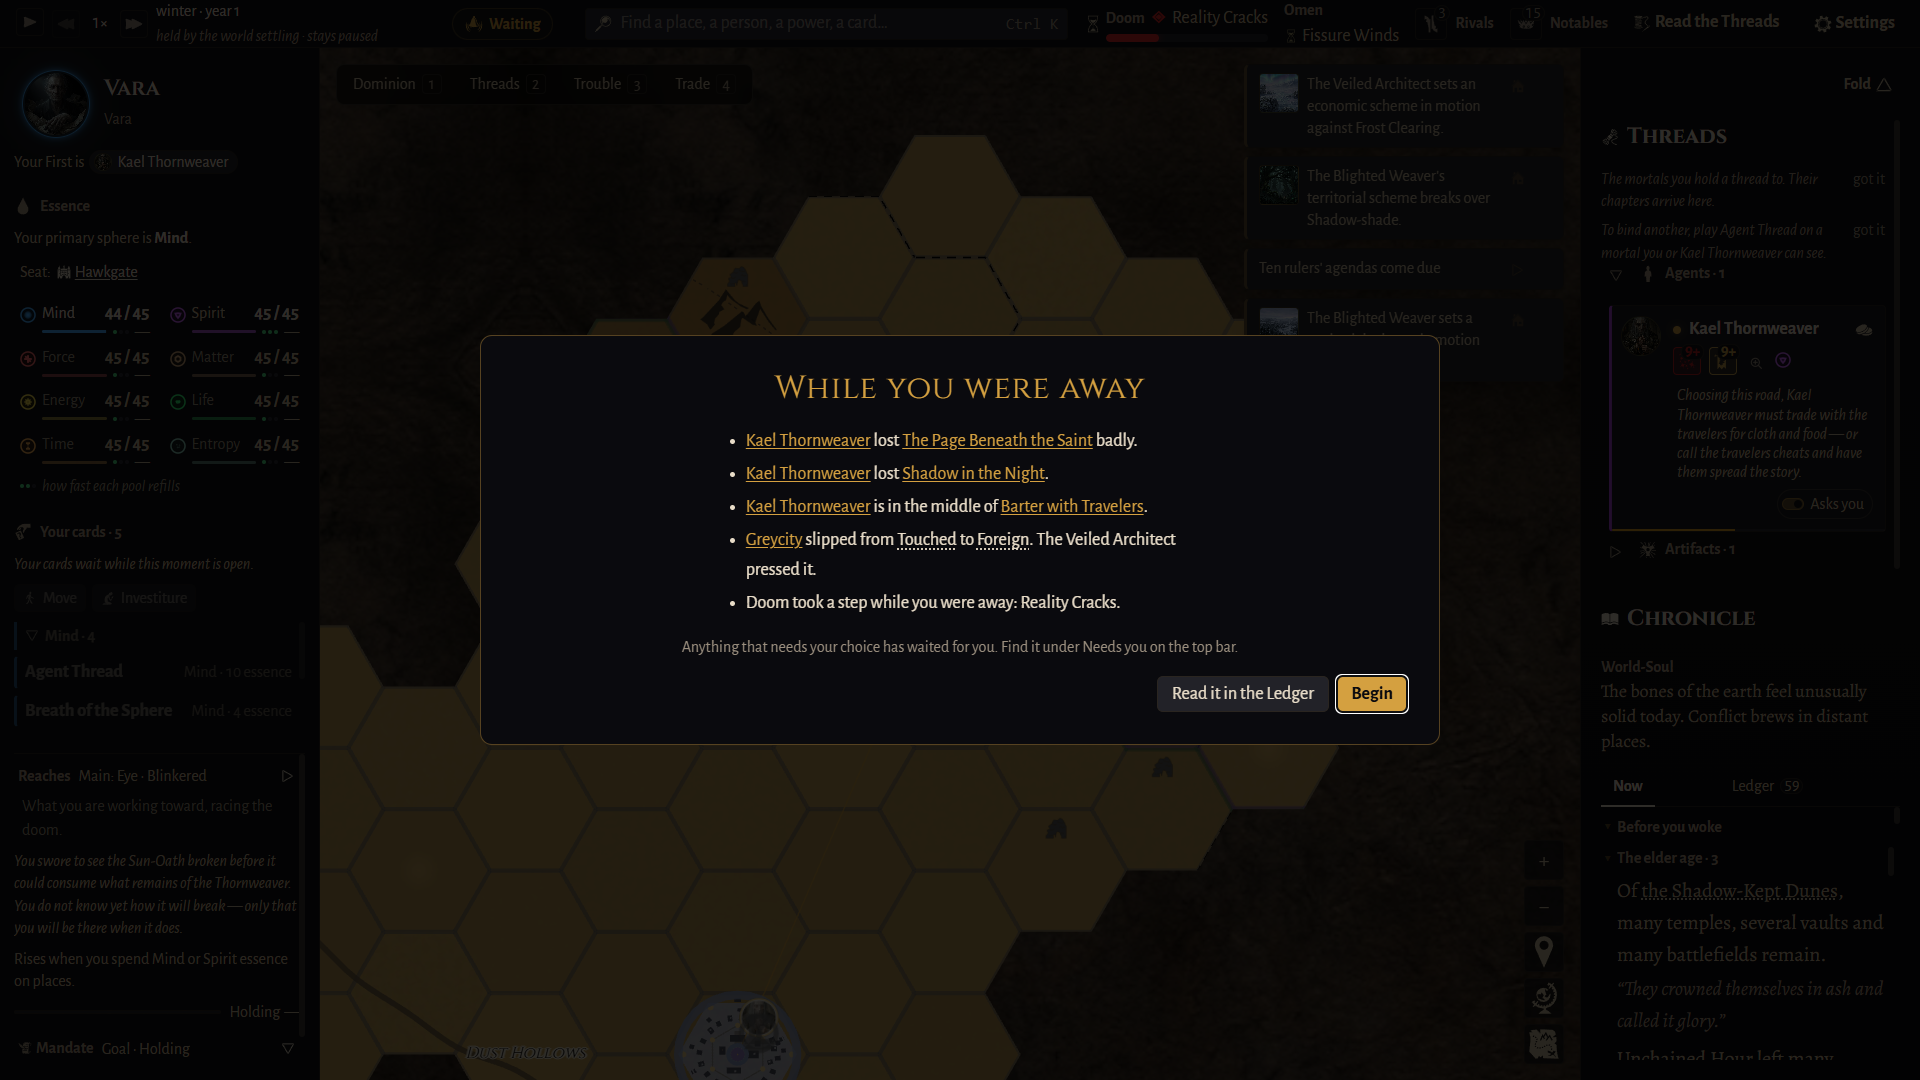 winter · year 1
1×
held by the world settling · stays paused
Waiting
Find a place, a person, a power, a card...
Ctrl K
Doom
Reality Cracks
Omen
Fissure Winds
3
Rivals
15
Notables
Read the Threads
Settings
Vara
Vara
Your First is Kael Thornweaver
Essence
Your primary sphere is Mind.
Seat: Hawkgate
Mind 44/45
Spirit 45/45
Force 45/45
Matter 45/45
Energy 45/45
Life 45/45
Time 45/45
Entropy 45/45
how fast each pool refills
Your cards · 5
Your cards wait while this moment is open.
Move
Investiture
Mind · 4
Agent Thread Mind · 10 essence
Breath of the Sphere Mind · 4 essence
Reaches Main: Eye · Blinkered
What you are working toward, racing the
doom
You swore to see the Sun-Oath broken before it
could consume what remains of the Thornweaver.
You do not know yet how it will break — only that
you will be there when it does.
Rises when you spend Mind or Spirit essence
on places.
Holding —
Mandate Goal · Holding
Dominion 1
Threads 2
Trouble 3
Trade 4
The Veiled Architect sets an
economic scheme in motion
against Frost Clearing.
The Blighted Weaver's
territorial scheme breaks over
Shadow-shade.
Ten rulers' agendas come due
The Blighted Weaver sets a
motion
While you were away
• Kael Thornweaver lost The Page Beneath the Saint badly.
• Kael Thornweaver lost Shadow in the Night.
• Kael Thornweaver is in the middle of Barter with Travelers.
• Greycity slipped from Touched to Foreign. The Veiled Architect
pressed it.
• Doom took a step while you were away: Reality Cracks.
Anything that needs your choice has waited for you. Find it under Needs you on the top bar.
Read it in the Ledger
Begin
Dust Hollows
Fold
Threads
The mortals you hold a thread to. Their
chapters arrive here.
got it
To bind another, play Agent Thread on a
mortal you or Kael Thornweaver can see.
got it
Agents · 1
Kael Thornweaver
9+
9+
Choosing this road, Kael
Thornweaver must trade with the
travelers for cloth and food — or
call the travelers cheats and have
them spread the story.
Asks you
Artifacts · 1
Chronicle
World-Soul
The bones of the earth feel unusually
solid today. Conflict brews in distant
places.
Now
Ledger 59
Before you woke
The elder age · 3
Of the Shadow-Kept Dunes,
many temples, several vaults and
many battlefields remain.
“They crowned themselves in ash and
called it glory.”
Unchained Hour left many